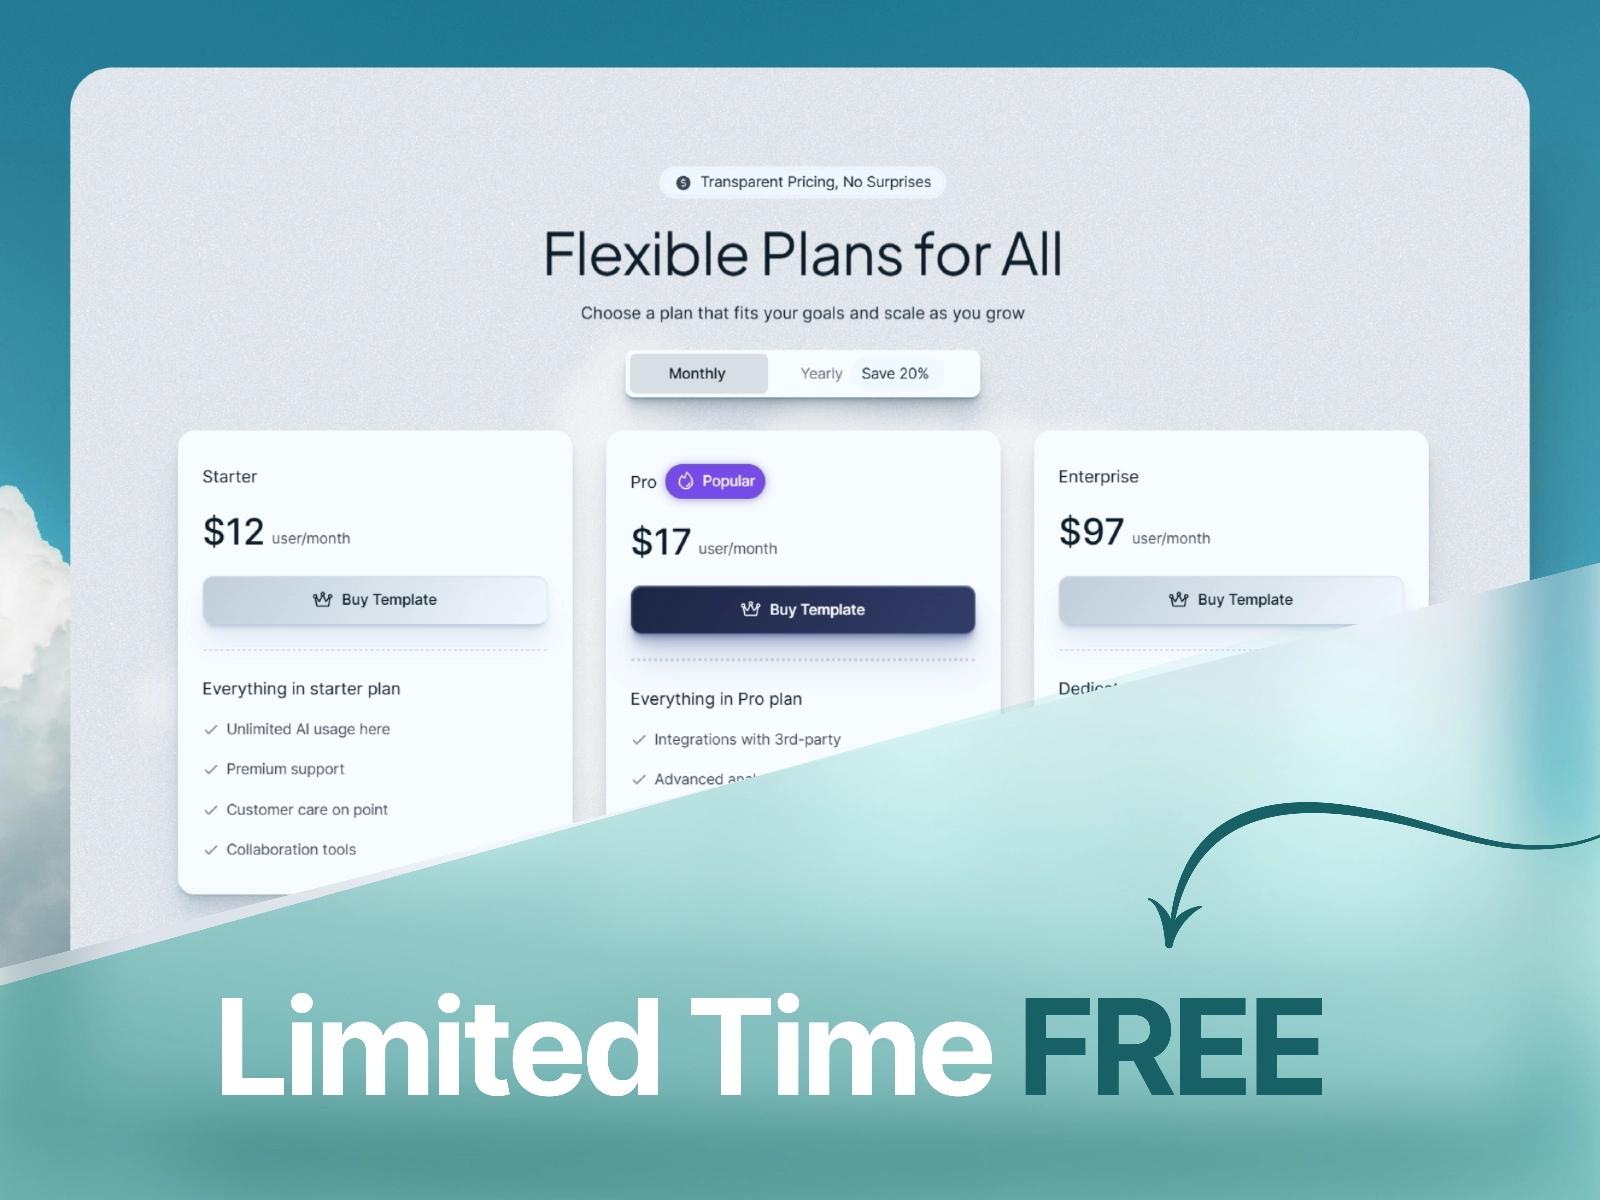 Transparent Pricing, No Surprises
Flexible Plans for All
Choose a plan that fits your goals and scale as you grow
Monthly
Yearly Save 20%
Starter
$12 user/month
Buy Template
Everything in starter plan
Unlimited AI usage here
Premium support
Customer care on point
Collaboration tools
Pro Popular
$17 user/month
Buy Template
Everything in Pro plan
Integrations with 3rd-party
Advanced
Enterprise
$97 user/month
Buy Template
Limited Time FREE